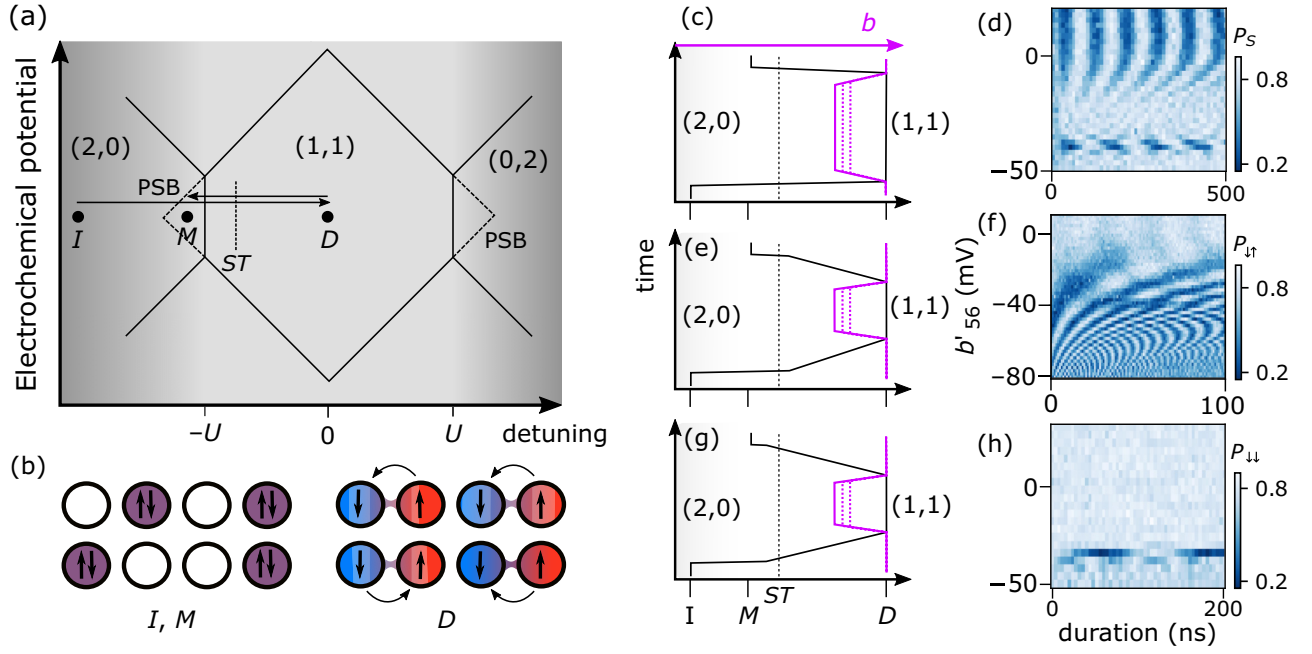 (a)
Electrochemical potential
(2,0)
(1,1)
(0,2)
PSB
PSB
I
M
D
ST
−U
0
U
detuning
(b)
I, M
D
(c)
b
(2,0)
(1,1)
time
(e)
(2,0)
(1,1)
(g)
(2,0)
(1,1)
ST
I
M
D
(d)
P_S
0
−50
0
500
0.8
0.2
(f)
P_↓↑
b'_56 (mV)
0
−40
−80
0
100
0.8
0.2
(h)
P_↓↓
0
−50
0
200
0.8
0.2
duration (ns)